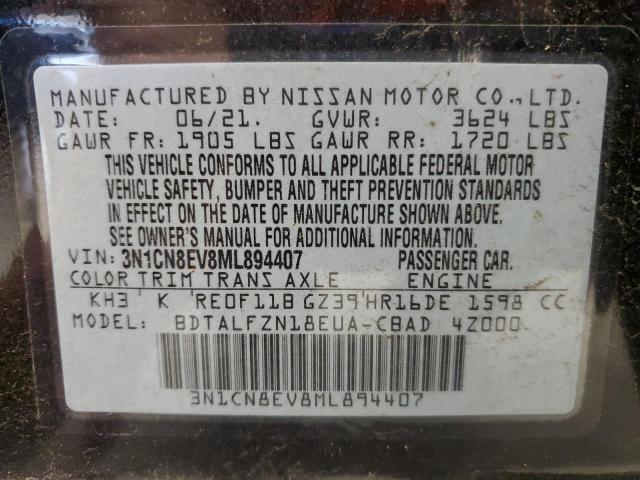 MANUFACTURED BY NISSAN MOTOR CO.,LTD.
DATE: 06/21. GVWR: 3624 LBS
GAWR FR: 1905 LBS GAWR RR: 1720 LBS
THIS VEHICLE CONFORMS TO ALL APPLICABLE FEDERAL MOTOR
VEHICLE SAFETY, BUMPER AND THEFT PREVENTION STANDARDS
IN EFFECT ON THE DATE OF MANUFACTURE SHOWN ABOVE.
SEE OWNER'S MANUAL FOR ADDITIONAL INFORMATION.
VIN: 3N1CN8EV8ML894407 PASSENGER CAR.
COLOR TRIM TRANS AXLE ENGINE
KH3 K RE0F11B GZ39 HR16DE 1598 CC
MODEL: BDTALFZN18EUA-CBAD 4Z000
3N1CN8EV8ML894407